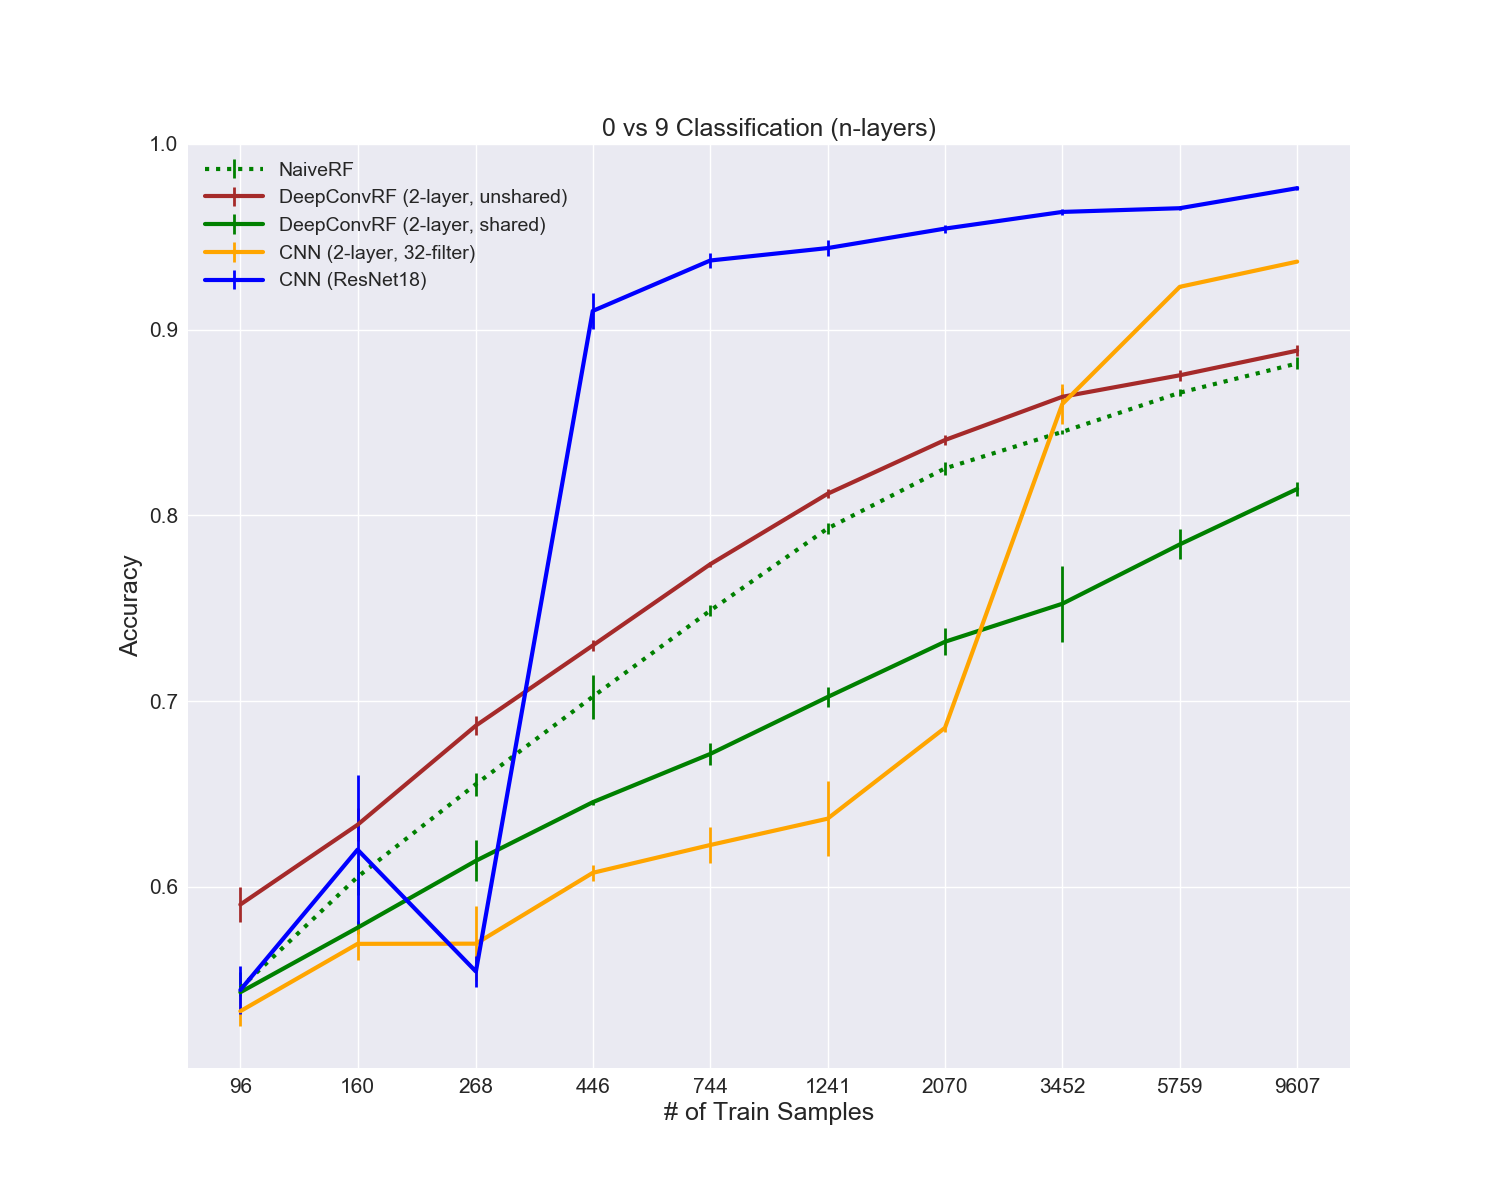 0 vs 9 Classification (n-layers)
1.0
NaiveRF
DeepConvRF (2-layer, unshared)
DeepConvRF (2-layer, shared)
CNN (2-layer, 32-filter)
CNN (ResNet18)
0.9
0.8
0.7
0.6
Accuracy
96 160 268 446 744 1241 2070 3452 5759 9607
# of Train Samples